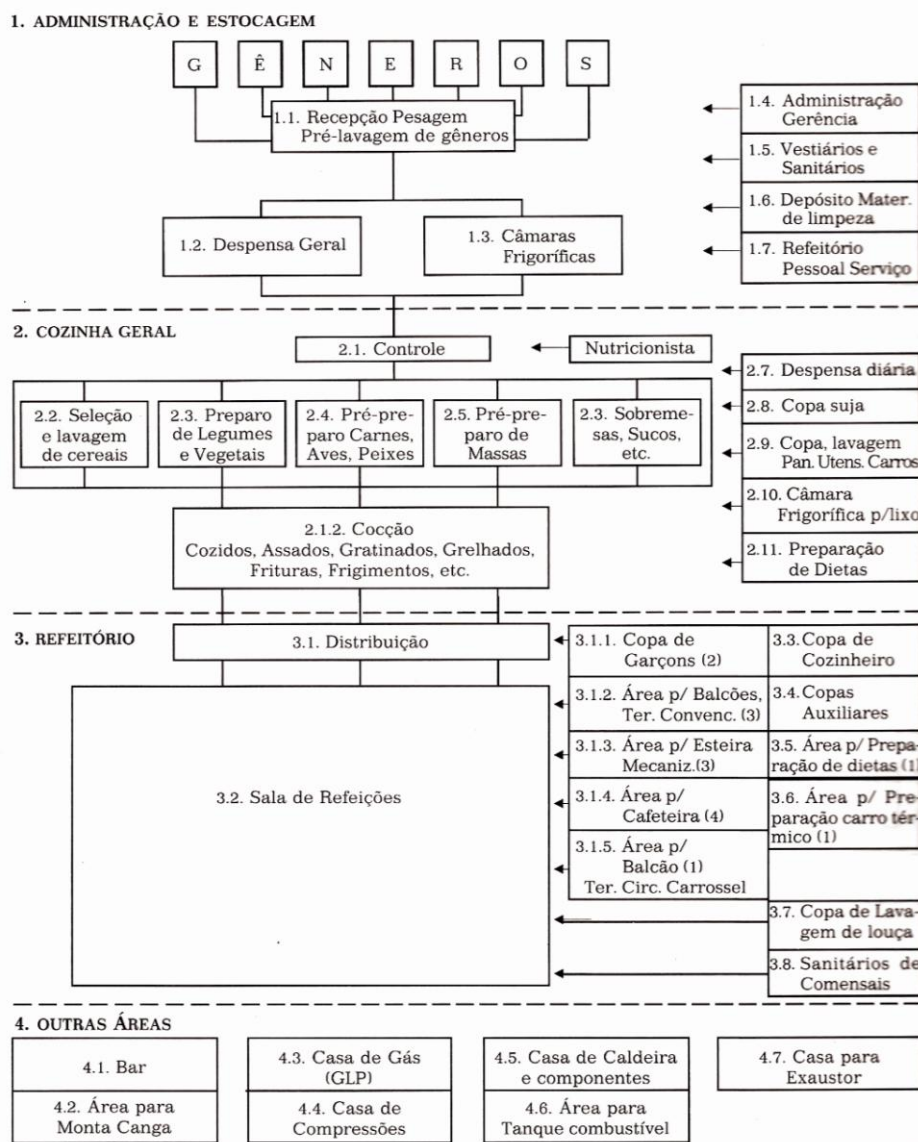 1. ADMINISTRAÇÃO E ESTOCAGEM
G Ê N E R O S
1.1. Recepção Pesagem
Pré-lavagem de gêneros
1.2. Despensa Geral
1.3. Câmaras
Frigoríficas
1.4. Administração
Gerência
1.5. Vestiários e
Sanitários
1.6. Depósito Mater.
de limpeza
1.7. Refeitório
Pessoal Serviço
2. COZINHA GERAL
2.1. Controle
Nutricionista
2.2. Seleção
e lavagem
de cereais
2.3. Preparo
de Legumes
e Vegetais
2.4. Pré-pre-
paro Carnes,
Aves, Peixes
2.5. Pré-pre-
paro de
Massas
2.3. Sobreme-
sas, Sucos,
etc.
2.1.2. Cocção
Cozidos, Assados, Gratinados, Grelhados,
Frituras, Frigimentos, etc.
2.7. Despensa diária
2.8. Copa suja
2.9. Copa, lavagem
Pan. Utens. Carros
2.10. Câmara
Frigorífica p/lixo
2.11. Preparação
de Dietas
3. REFEITÓRIO
3.1. Distribuição
3.2. Sala de Refeições
3.1.1. Copa de
Garçons (2)
3.1.2. Área p/ Balcões,
Ter. Convenc. (3)
3.1.3. Área p/ Esteira
Mecaniz.(3)
3.1.4. Área p/
Cafeteira (4)
3.1.5. Área p/
Balcão (1)
Ter. Circ. Carrossel
3.3. Copa de
Cozinheiro
3.4. Copas
Auxiliares
3.5. Área p/ Prepa-
ração de dietas (1)
3.6. Área p/ Pre-
paração carro tér-
mico (1)
3.7. Copa de Lava-
gem de louça
3.8. Sanitários de
Comensais
4. OUTRAS ÁREAS
4.1. Bar
4.2. Área para
Monta Canga
4.3. Casa de Gás
(GLP)
4.4. Casa de
Compressões
4.5. Casa de Caldeira
e componentes
4.6. Área para
Tanque combustível
4.7. Casa para
Exaustor